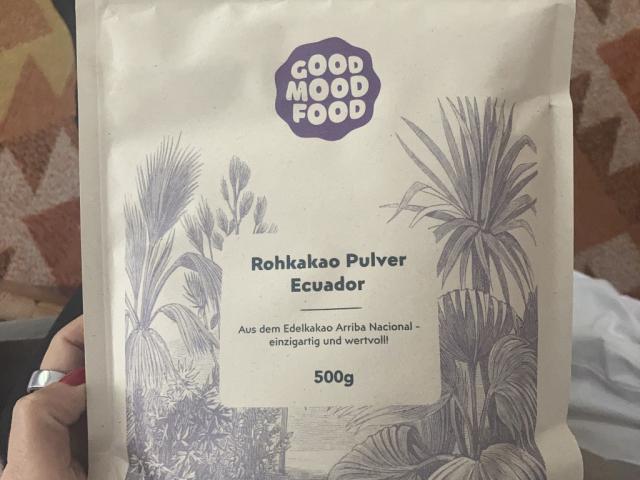 GOOD
MOOD
FOOD
Rohkakao Pulver
Ecuador
Aus dem Edelkakao Arriba Nacional -
einzigartig und wertvoll!
500g